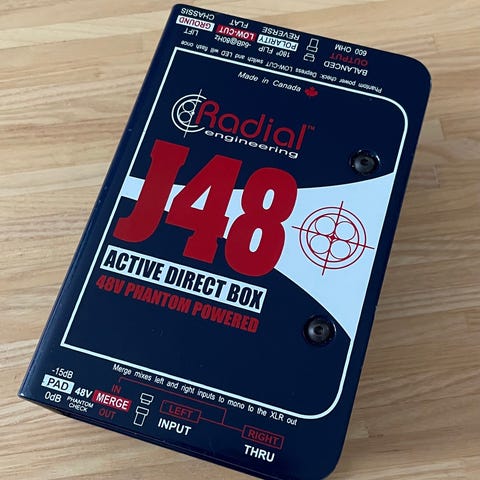 LIFT
GROUND
CHASSIS
-6dB@80Hz
LOW-CUT
FLAT
180° FLIP
POLARITY
REVERSE
BALANCED
OUTPUT
600 OHM
Phantom power check: Depress LOW-CUT switch and LED will flash once
Made in Canada
Radial™
engineering
J48
ACTIVE DIRECT BOX
48V PHANTOM POWERED
Merge mixes left and right inputs to mono to the XLR out
-15dB
PAD
0dB
48V
PHANTOM
CHECK
IN
MERGE
OUT
LEFT
INPUT
RIGHT
THRU